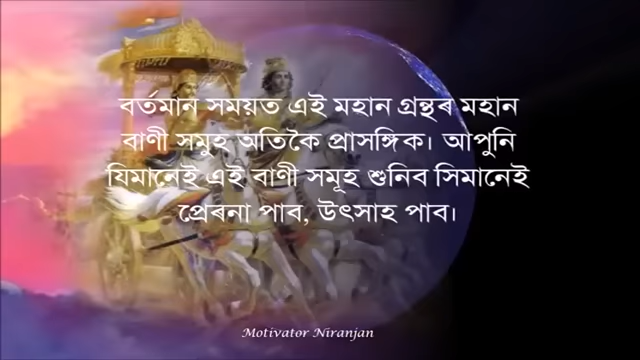 বৰ্তমান সময়ত এই মহান গ্ৰন্থৰ মহান
বাণী সমুহ অতিকৈ প্ৰাসঙ্গিক। আপুনি
যিমানেই এই বাণী সমূহ শুনিব সিমানেই
প্ৰেৰনা পাব, উৎসাহ পাব।
Motivator Niranjan